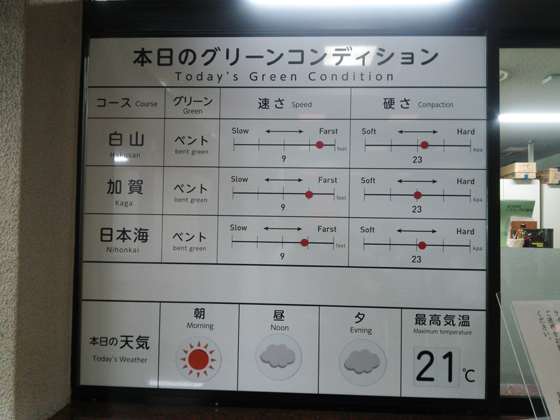 本日のグリーンコンディション
Today's Green Condition
コース Course
グリーン Green
速さ Speed
硬さ Compaction
白山
Hakusan
ベント
bent green
Slow Farst
9 feet
Soft Hard
23 kpa
加賀
Kaga
ベント
bent green
Slow Farst
9 feet
Soft Hard
23 kpa
日本海
Nihonkai
ベント
bent green
Slow Farst
9 feet
Soft Hard
23 kpa
本日の天気
Today's Weather
朝
Morning
昼
Noon
夕
Evning
最高気温
Maximum temperature
21℃